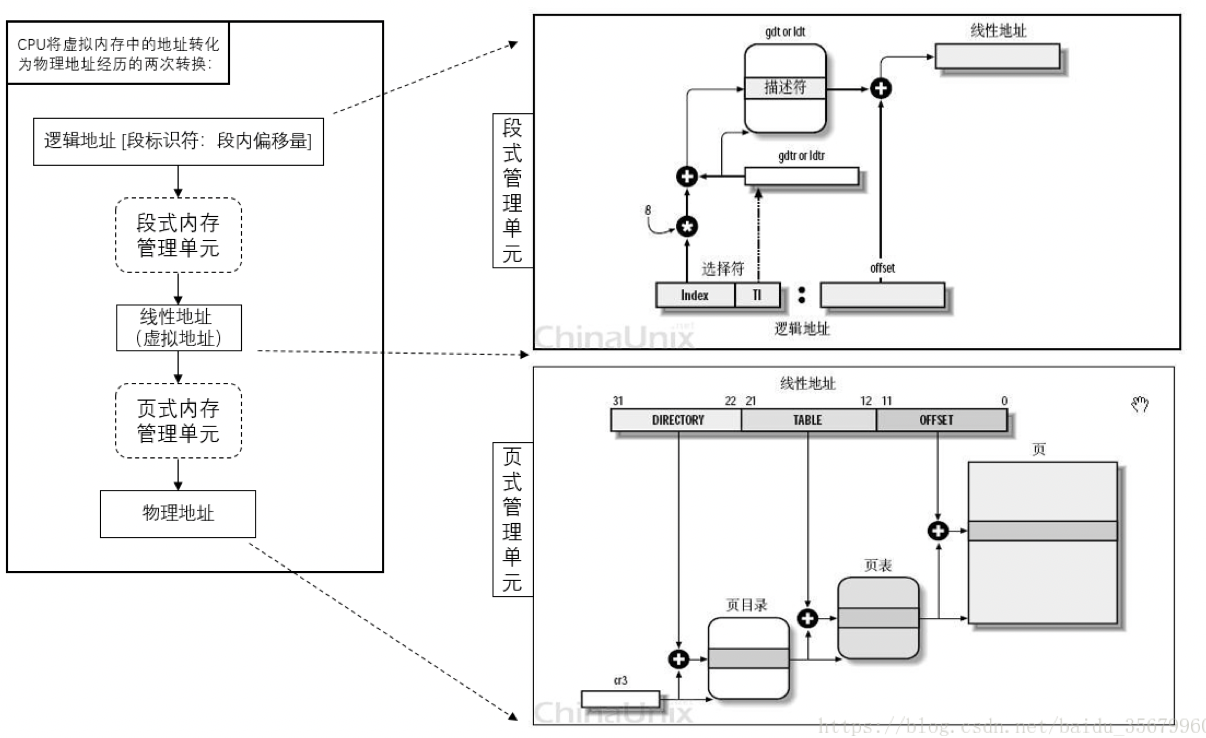 CPU将虚拟内存中的地址转化
为物理地址经历的两次转换：
逻辑地址 [段标识符：段内偏移量]
段式内存
管理单元
线性地址
（虚拟地址）
页式内存
管理单元
物理地址
段式管理单元
gdt or ldt
线性地址
描述符
gdtr or ldtr
8
选择符
offset
Index
TI
:
逻辑地址
ChinaUnix
.net
页式管理单元
线性地址
31
22
21
12
11
0
DIRECTORY
TABLE
OFFSET
页
页表
页目录
cr3
ChinaUnix
https://blog.csdn.net/baidu_35679960